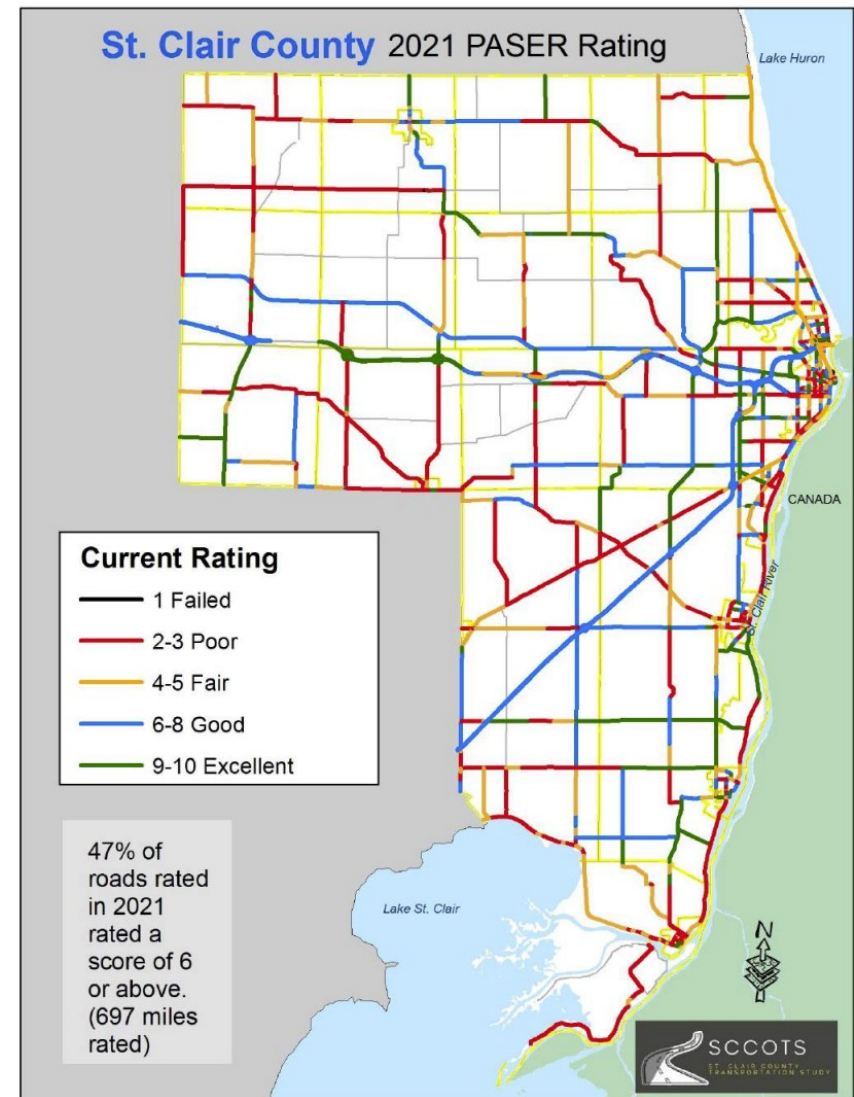 St. Clair County 2021 PASER Rating
Lake Huron
CANADA
St. Clair River
Current Rating
1 Failed
2-3 Poor
4-5 Fair
6-8 Good
9-10 Excellent
47% of
roads rated
in 2021
rated a
score of 6
or above.
(697 miles
rated)
Lake St. Clair
N
SCCOTS
ST. CLAIR COUNTY
TRANSPORTATION STUDY